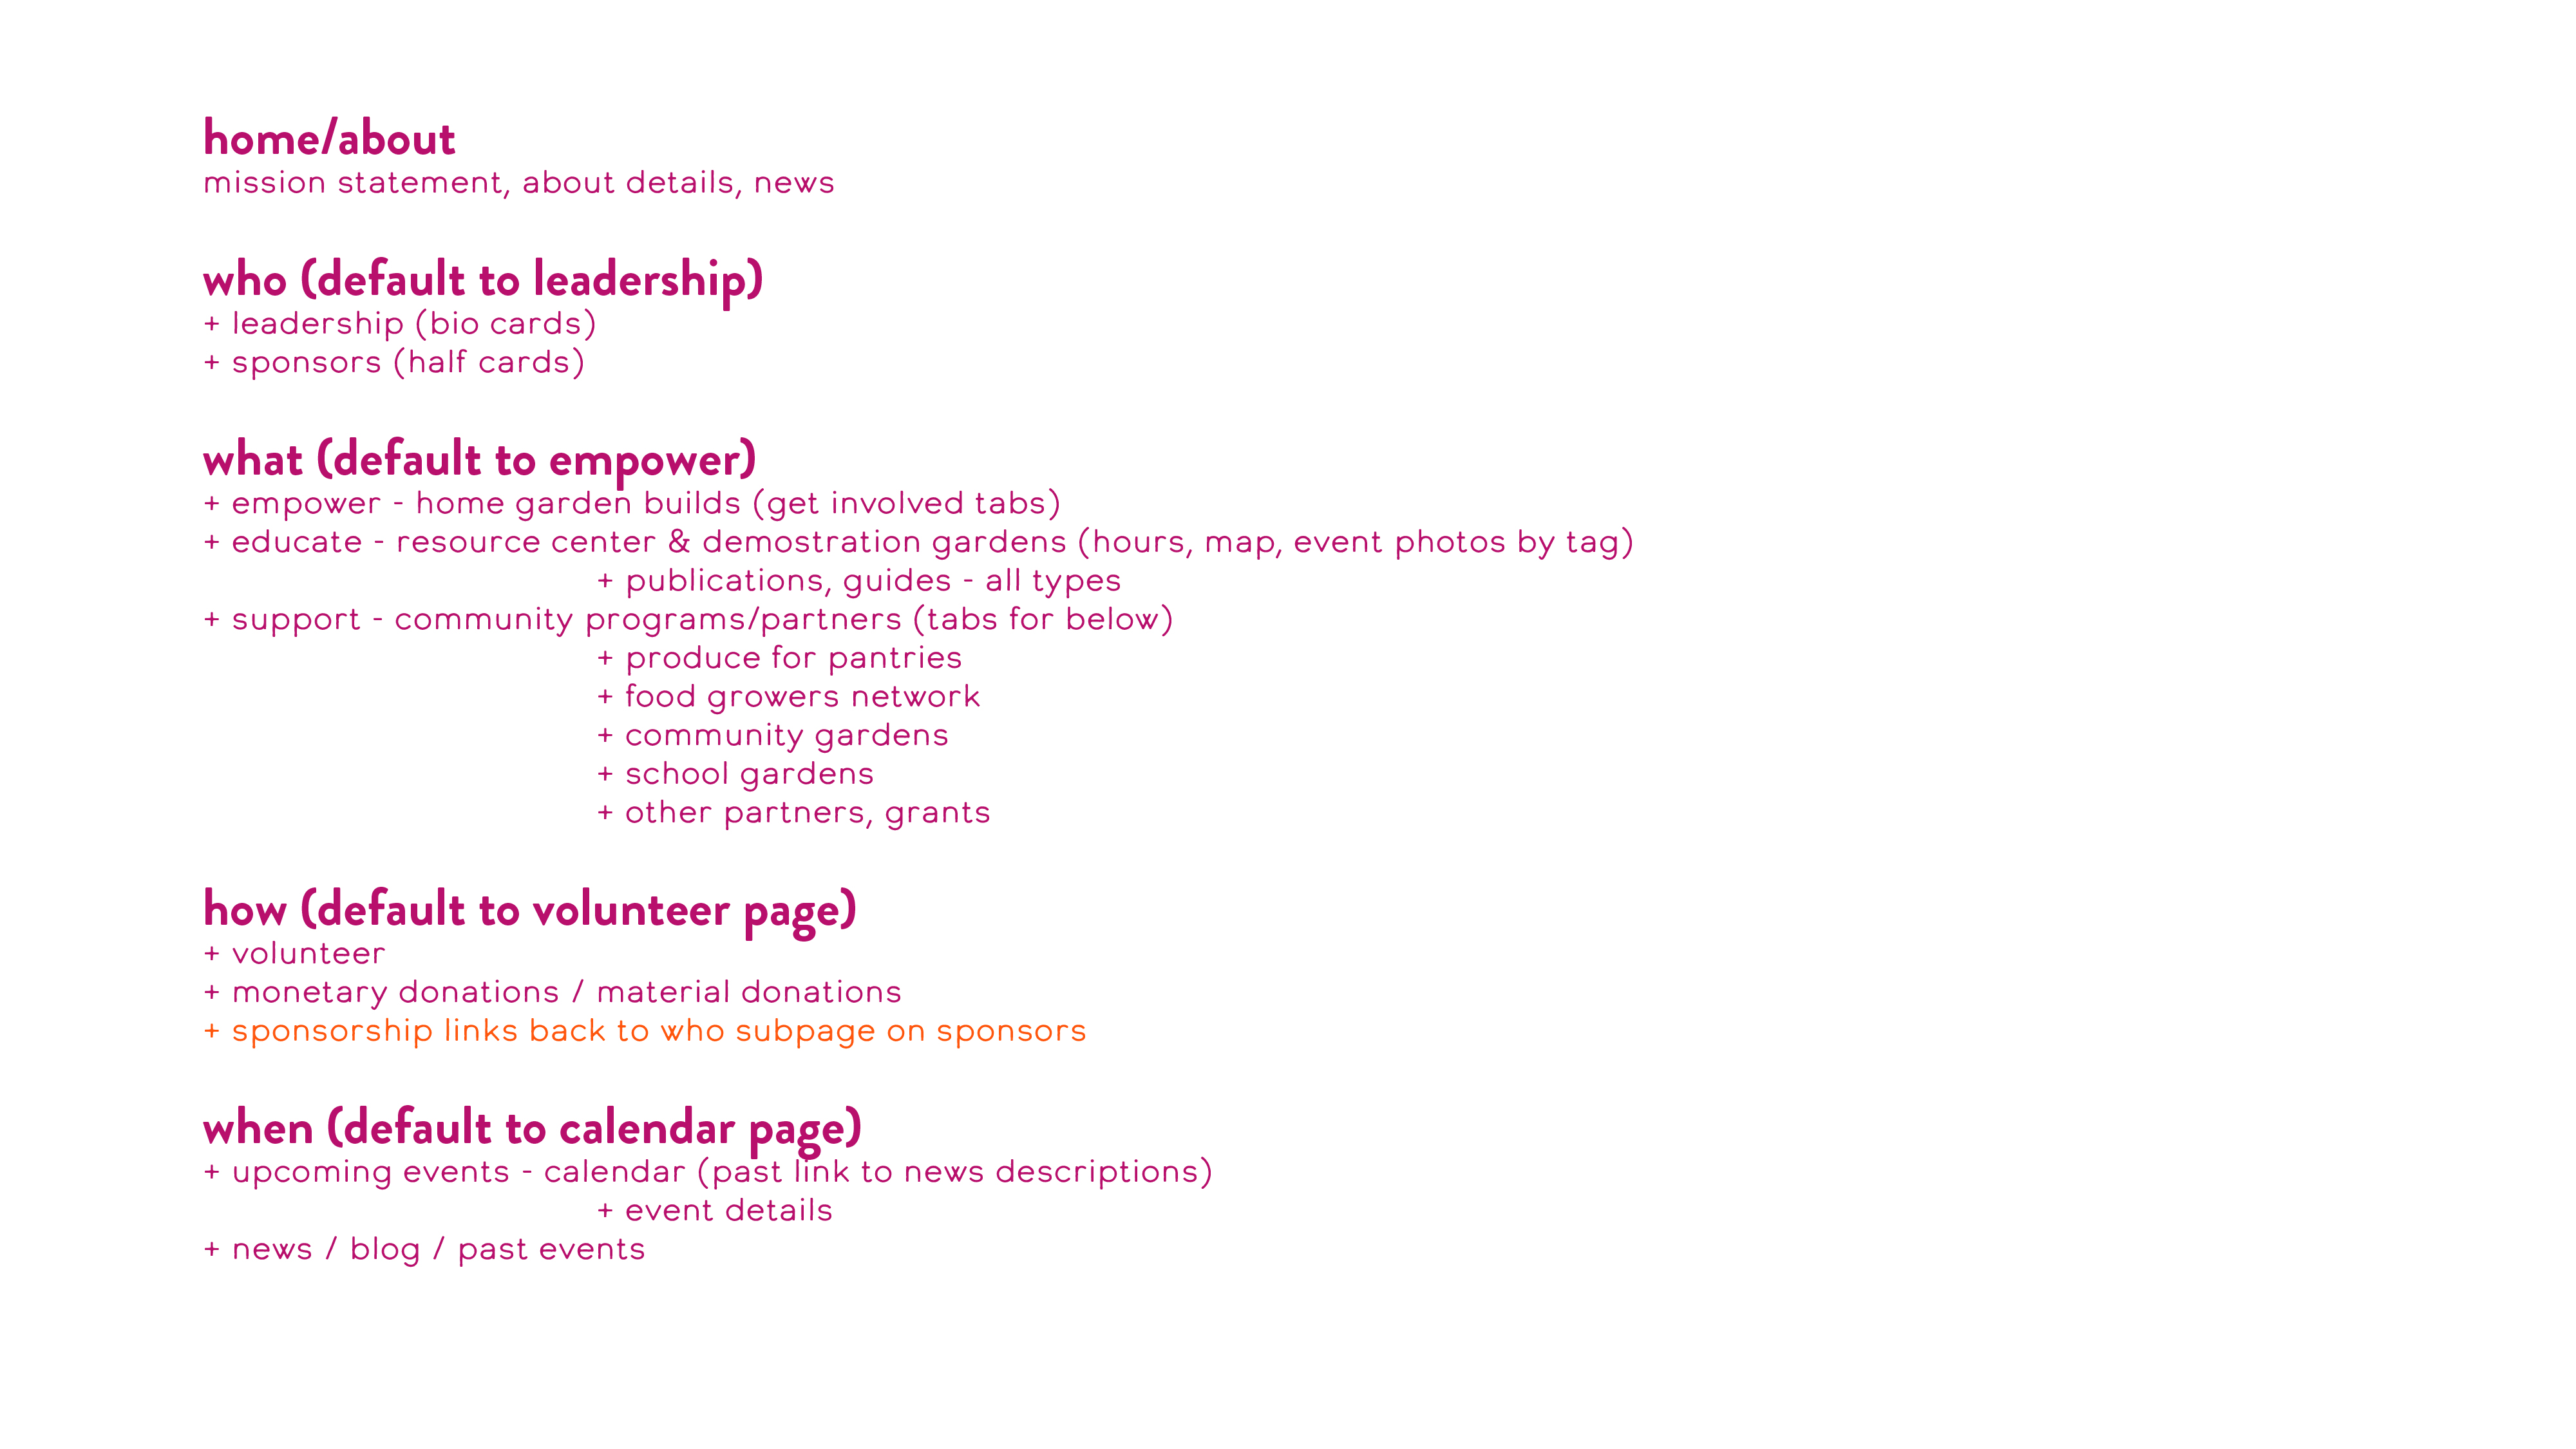 home/about
mission statement, about details, news
who (default to leadership)
+ leadership (bio cards)
+ sponsors (half cards)
what (default to empower)
+ empower - home garden builds (get involved tabs)
+ educate - resource center & demostration gardens (hours, map, event photos by tag)
+ publications, guides - all types
+ support - community programs/partners (tabs for below)
+ produce for pantries
+ food growers network
+ community gardens
+ school gardens
+ other partners, grants
how (default to volunteer page)
+ volunteer
+ monetary donations / material donations
+ sponsorship links back to who subpage on sponsors
when (default to calendar page)
+ upcoming events - calendar (past link to news descriptions)
+ event details
+ news / blog / past events